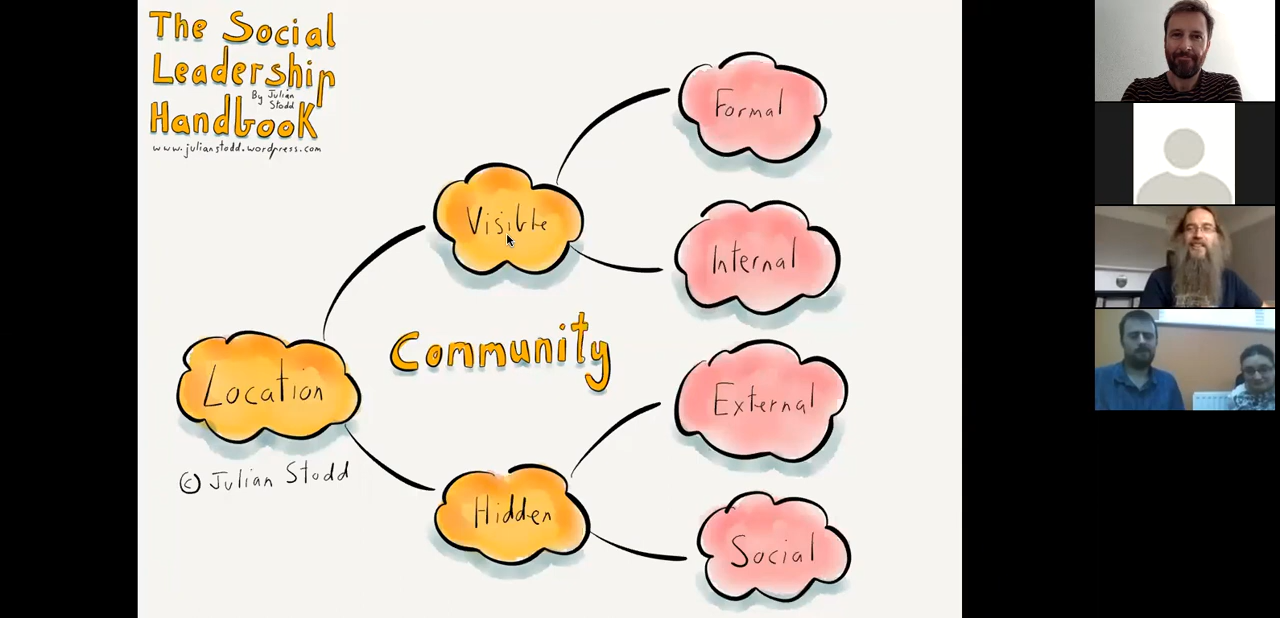 The Social
Leadership
By Julian
Stodd
Handbook
www.julianstodd.wordpress.com
Formal
Visible
Internal
Community
Location
External
© Julian Stodd
Hidden
Social